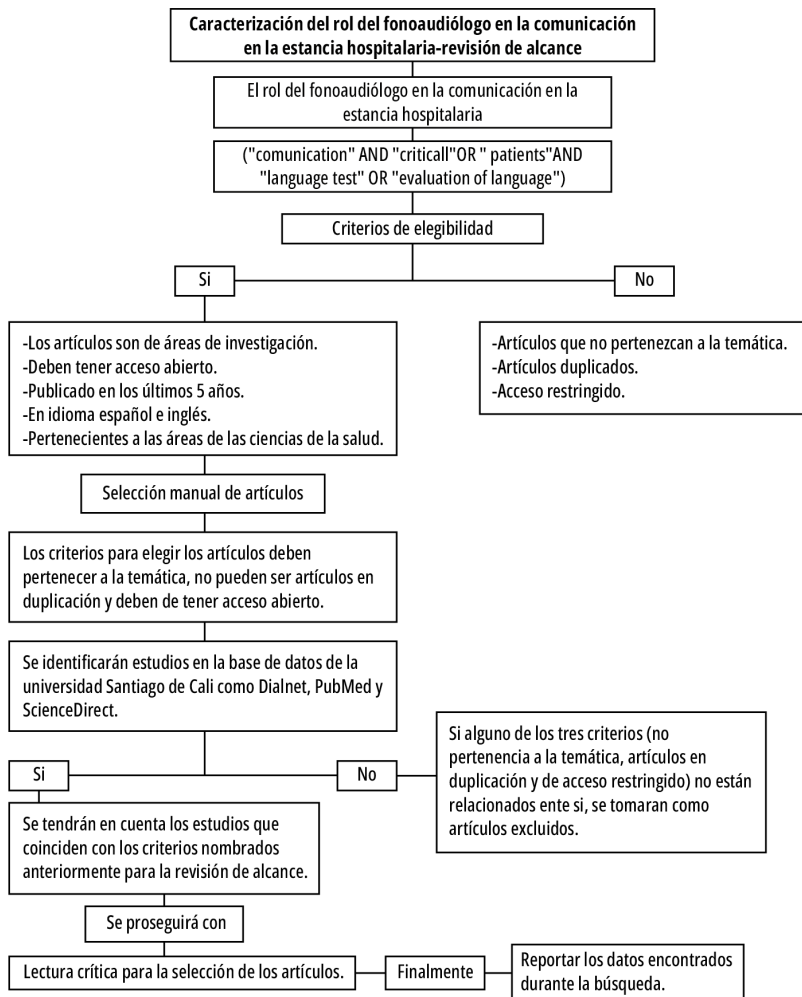 Caracterización del rol del fonoaudiólogo en la comunicación
en la estancia hospitalaria-revisión de alcance
El rol del fonoaudiólogo en la comunicación en la
estancia hospitalaria
("comunication" AND "criticall"OR " patients"AND
"language test" OR "evaluation of language")
Criterios de elegibilidad
Si
No
-Los artículos son de áreas de investigación.
-Deben tener acceso abierto.
-Publicado en los últimos 5 años.
-En idioma español e inglés.
-Pertenecientes a las áreas de las ciencias de la salud.
-Artículos que no pertenezcan a la temática.
-Artículos duplicados.
-Acceso restringido.
Selección manual de artículos
Los criterios para elegir los artículos deben
pertenecer a la temática, no pueden ser artículos en
duplicación y deben de tener acceso abierto.
Se identificarán estudios en la base de datos de la
universidad Santiago de Cali como Dialnet, PubMed y
ScienceDirect.
Si
No
Si alguno de los tres criterios (no
pertenencia a la temática, artículos en
duplicación y de acceso restringido) no están
relacionados ente si, se tomaran como
artículos excluidos.
Se tendrán en cuenta los estudios que
coinciden con los criterios nombrados
anteriormente para la revisión de alcance.
Se proseguirá con
Lectura crítica para la selección de los artículos.
Finalmente
Reportar los datos encontrados
durante la búsqueda.